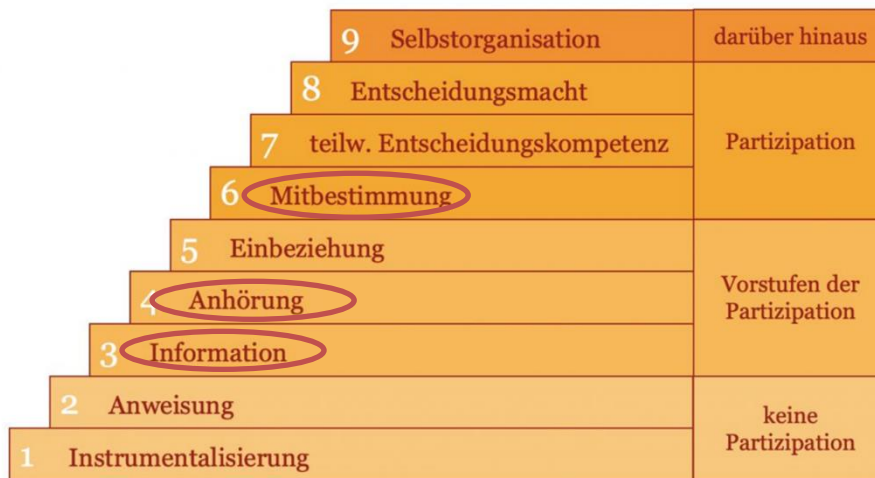 9 Selbstorganisation darüber hinaus
8 Entscheidungsmacht
7 teilw. Entscheidungskompetenz Partizipation
6 Mitbestimmung
5 Einbeziehung
4 Anhörung Vorstufen der
Partizipation
3 Information
2 Anweisung keine
Partizipation
1 Instrumentalisierung